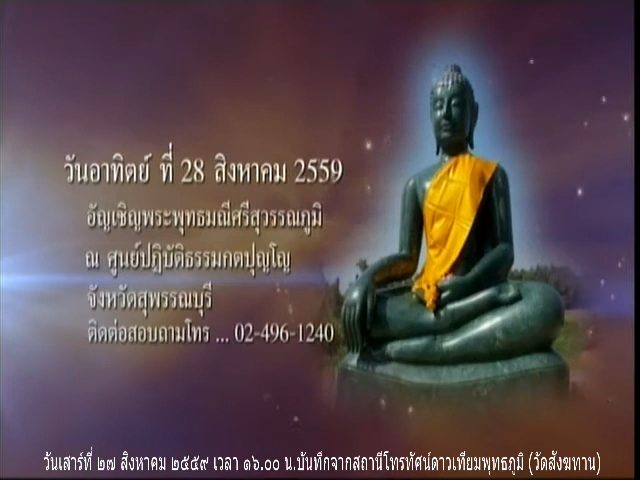 วันอาทิตย์ ที่ 28 สิงหาคม 2559
อัญเชิญพระพุทธมณีศรีสุวรรณภูมิ
ณ ศูนย์ปฏิบัติธรรมกตปุญโญ
จังหวัดสุพรรณบุรี
ติดต่อสอบถามโทร ... 02-496-1240
วันเสาร์ที่ ๒๗ สิงหาคม ๒๕๕๙ เวลา ๑๖.๐๐ น.บันทึกจากสถานีโทรทัศน์ดาวเทียมพุทธภูมิ (วัดสังฆทาน)